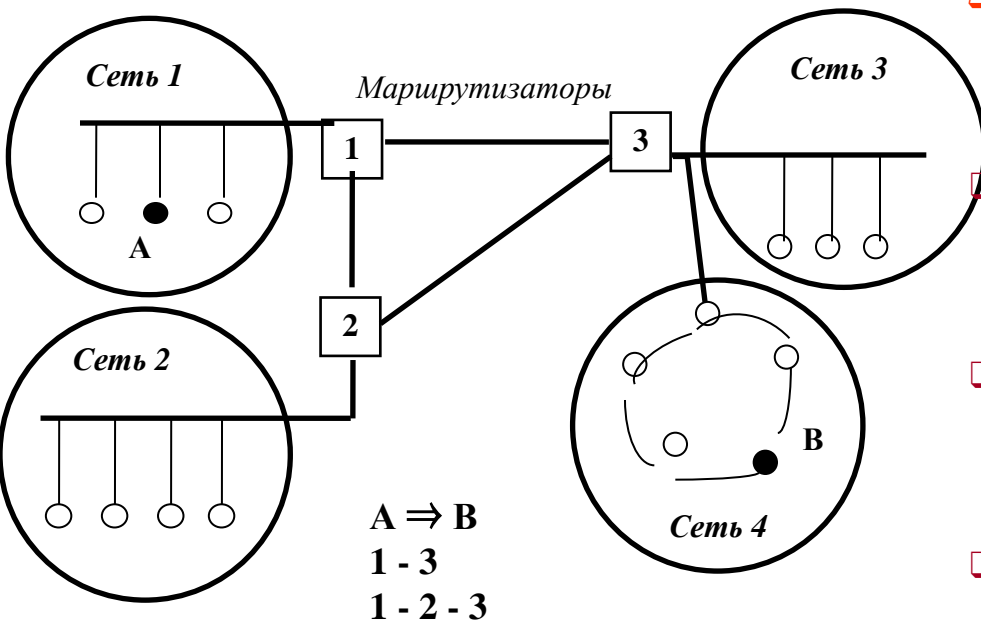 Сеть 1
Маршрутизаторы
Сеть 3
1
3
A
2
Сеть 2
B
A ⇒ B
1 - 3
1 - 2 - 3
Сеть 4